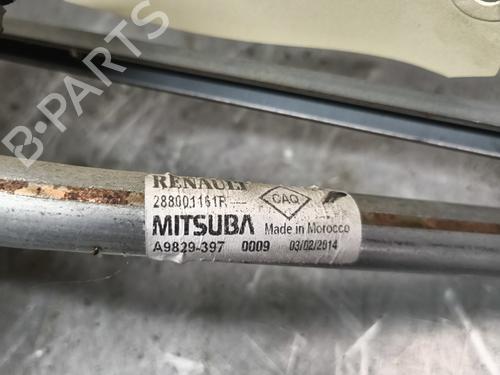 RENAULT
288001161R
CAQ
MITSUBA Made in Morocco
A9829-397 0009 03/02/2014
B-PARTS